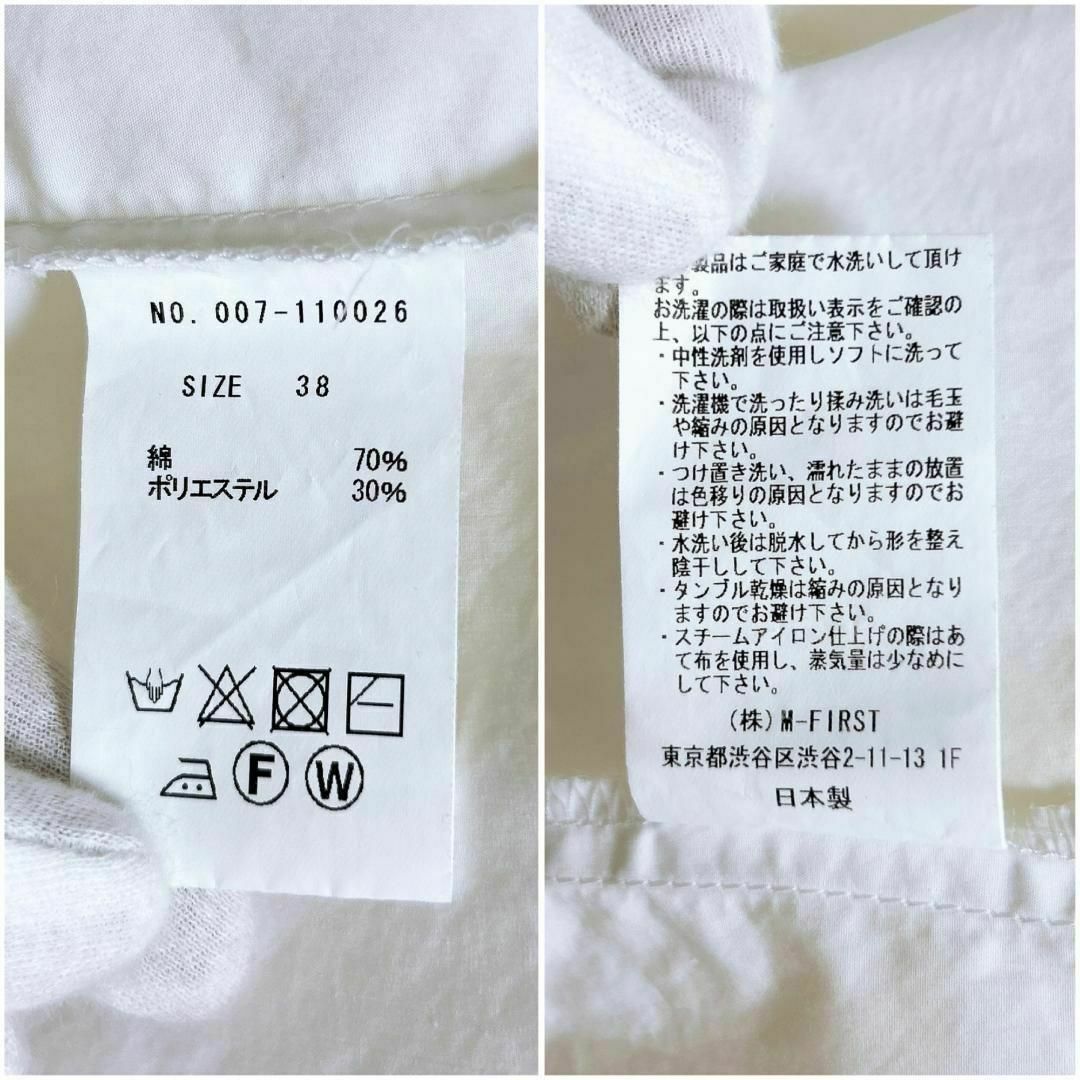 NO. 007-110026
SIZE 38
綿 70%
ポリエステル 30%
F W
製品はご家庭で水洗いして頂け
ます。
お洗濯の際は取扱い表示をご確認の
上、以下の点にご注意下さい。
・中性洗剤を使用しソフトに洗って
下さい。
・洗濯機で洗ったり揉み洗いは毛玉
や縮みの原因となりますのでお避
け下さい。
・つけ置き洗い、濡れたままの放置
は色移りの原因となりますのでお
避け下さい。
・水洗い後は脱水してから形を整え
陰干しして下さい。
・タンブル乾燥は縮みの原因となり
ますのでお避け下さい。
・スチームアイロン仕上げの際はあ
て布を使用し、蒸気量は少なめに
して下さい。
(株)M-FIRST
東京都渋谷区渋谷2-11-13 1F
日本製